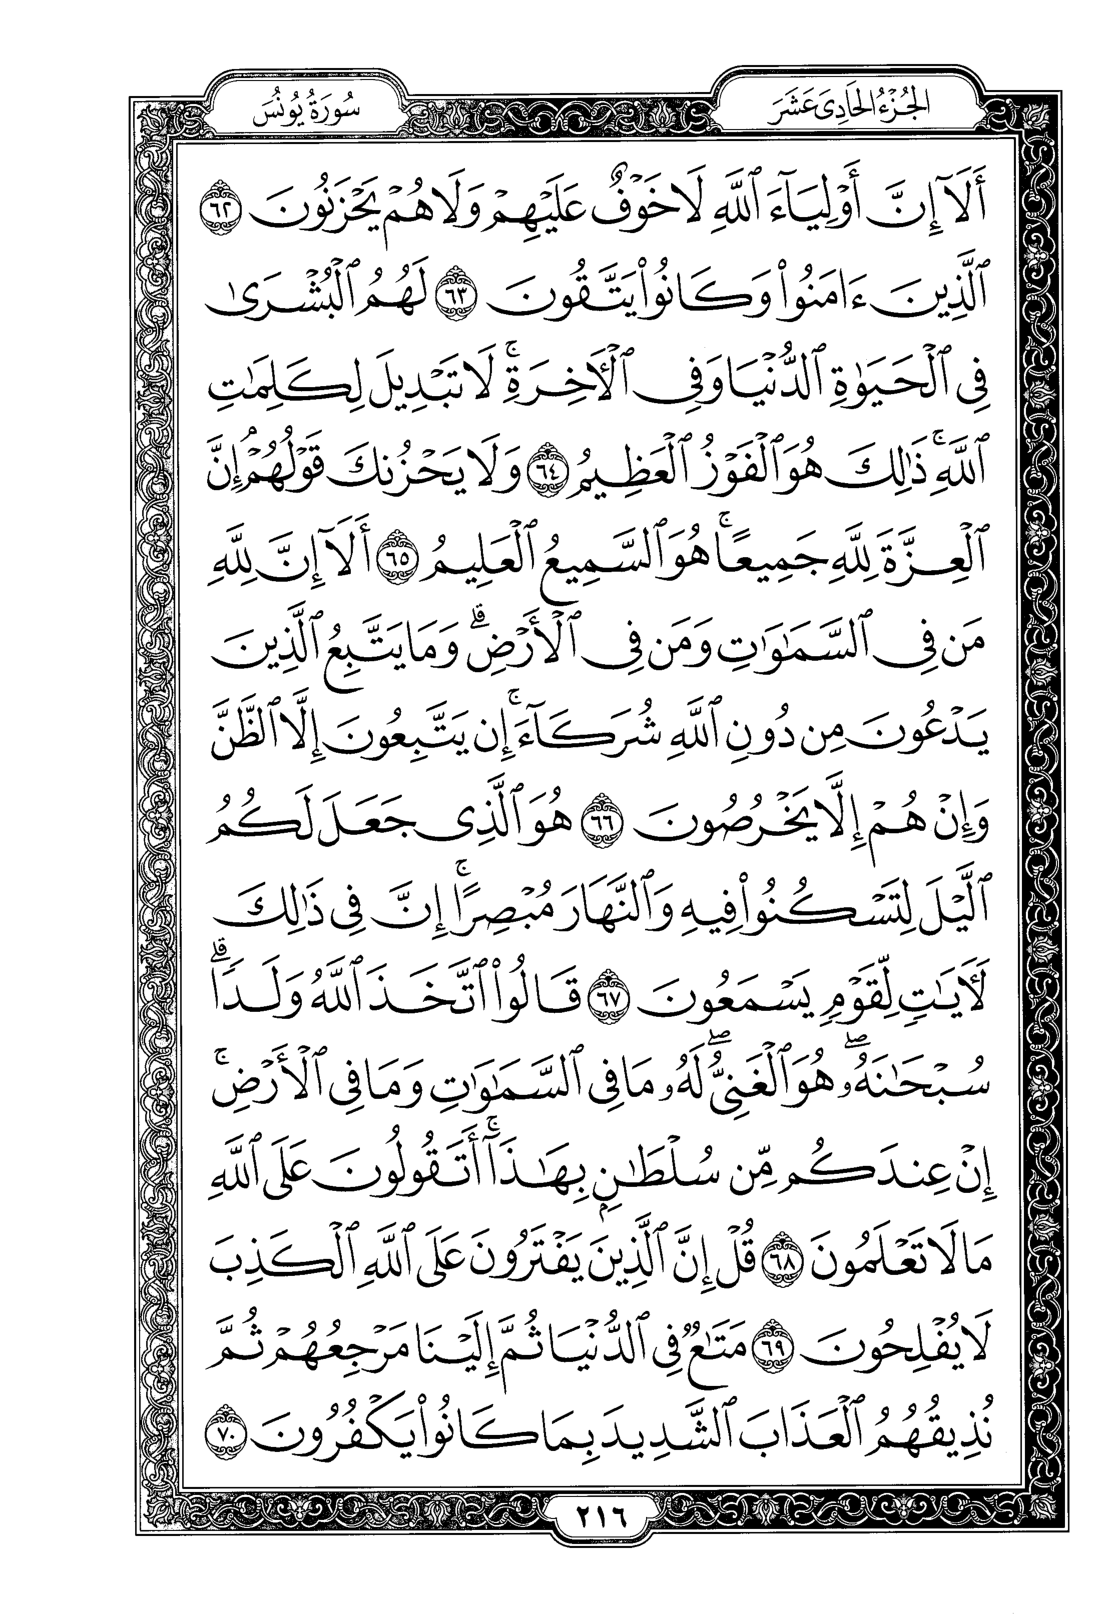 الجُزْءُ الحَادِىَ عَشَرَ
سُورَةُ يُونُسَ
أَلَآ إِنَّ أَوْلِيَآءَ ٱللَّهِ لَا خَوْفٌ عَلَيْهِمْ وَلَا هُمْ يَحْزَنُونَ ٦٢
ٱلَّذِينَ ءَامَنُوا۟ وَكَانُوا۟ يَتَّقُونَ ٦٣ لَهُمُ ٱلْبُشْرَىٰ
فِى ٱلْحَيَوٰةِ ٱلدُّنْيَا وَفِى ٱلْأَخِرَةِ ۚ لَا تَبْدِيلَ لِكَلِمَٰتِ
ٱللَّهِ ۚ ذَٰلِكَ هُوَ ٱلْفَوْزُ ٱلْعَظِيمُ ٦٤ وَلَا يَحْزُنكَ قَوْلُهُمْ ۘ إِنَّ
ٱلْعِزَّةَ لِلَّهِ جَمِيعًا ۚ هُوَ ٱلسَّمِيعُ ٱلْعَلِيمُ ٦٥ أَلَآ إِنَّ لِلَّهِ
مَن فِى ٱلسَّمَٰوَٰتِ وَمَن فِى ٱلْأَرْضِ ۗ وَمَا يَتَّبِعُ ٱلَّذِينَ
يَدْعُونَ مِن دُونِ ٱللَّهِ شُرَكَآءَ ۚ إِن يَتَّبِعُونَ إِلَّا ٱلظَّنَّ
وَإِنْ هُمْ إِلَّا يَخْرُصُونَ ٦٦ هُوَ ٱلَّذِى جَعَلَ لَكُمُ
ٱلَّيْلَ لِتَسْكُنُوا۟ فِيهِ وَٱلنَّهَارَ مُبْصِرًا ۚ إِنَّ فِى ذَٰلِكَ
لَأَيَٰتٍ لِّقَوْمٍ يَسْمَعُونَ ٦٧ قَالُوا۟ ٱتَّخَذَ ٱللَّهُ وَلَدًا ۗ
سُبْحَٰنَهُۥ ۖ هُوَ ٱلْغَنِىُّ ۖ لَهُۥ مَا فِى ٱلسَّمَٰوَٰتِ وَمَا فِى ٱلْأَرْضِ ۚ
إِنْ عِندَكُم مِّن سُلْطَٰنٍۭ بِهَٰذَآ ۚ أَتَقُولُونَ عَلَى ٱللَّهِ
مَا لَا تَعْلَمُونَ ٦٨ قُلْ إِنَّ ٱلَّذِينَ يَفْتَرُونَ عَلَى ٱللَّهِ ٱلْكَذِبَ
لَا يُفْلِحُونَ ٦٩ مَتَٰعٌ فِى ٱلدُّنْيَا ثُمَّ إِلَيْنَا مَرْجِعُهُمْ ثُمَّ
نُذِيقُهُمُ ٱلْعَذَابَ ٱلشَّدِيدَ بِمَا كَانُوا۟ يَكْفُرُونَ ٧٠
٢١٦